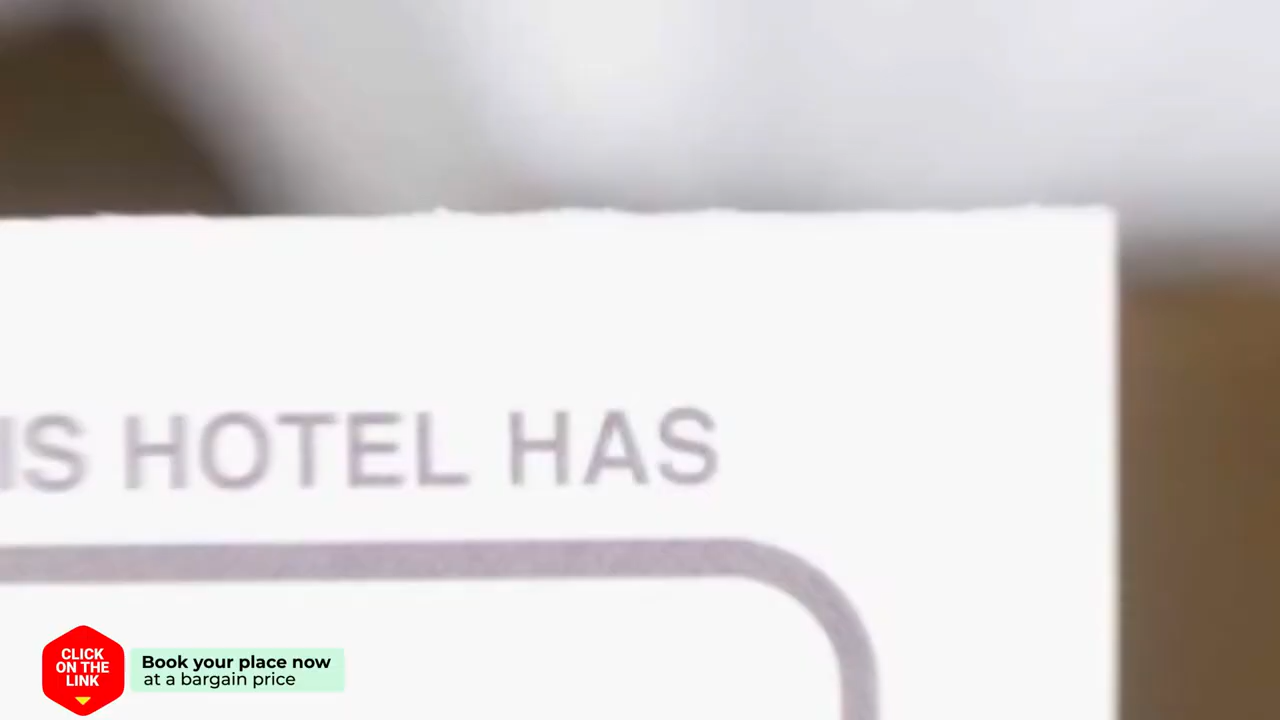 IS HOTEL HAS
CLICK
ON THE
LINK
Book your place now
at a bargain price